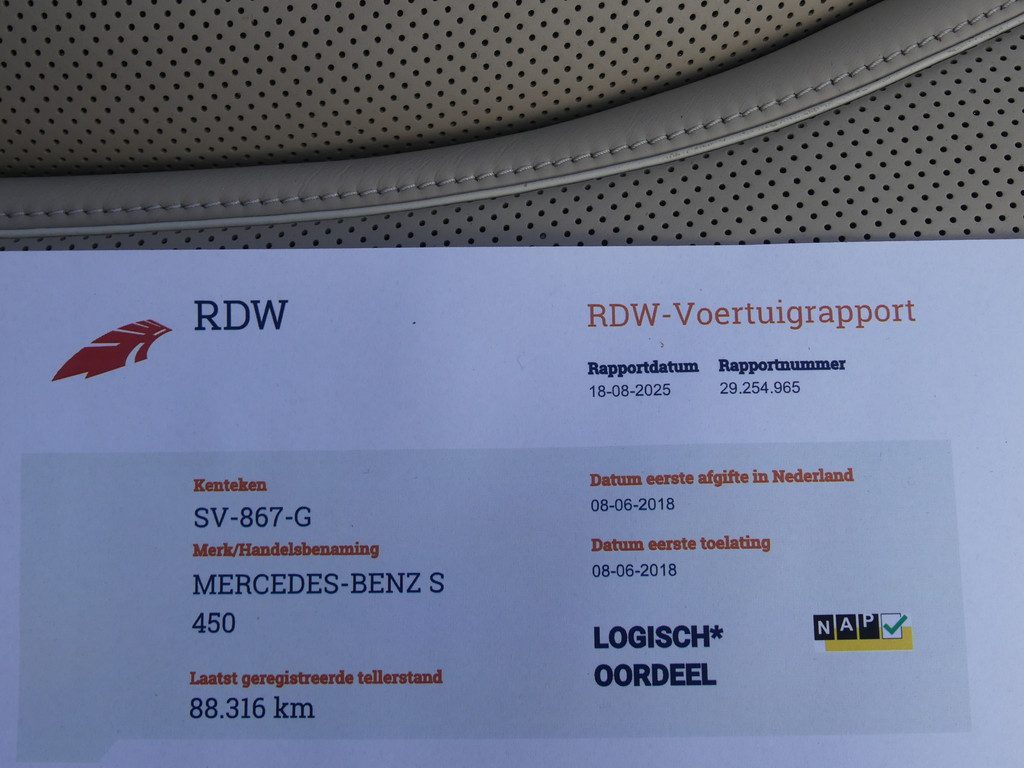 RDW
RDW-Voertuigrapport
Rapportdatum Rapportnummer
18-08-2025 29.254.965
Kenteken
SV-867-G
Merk/Handelsbenaming
MERCEDES-BENZ S
450
Laatst geregistreerde tellerstand
88.316 km
Datum eerste afgifte in Nederland
08-06-2018
Datum eerste toelating
08-06-2018
LOGISCH*
OORDEEL
NAP